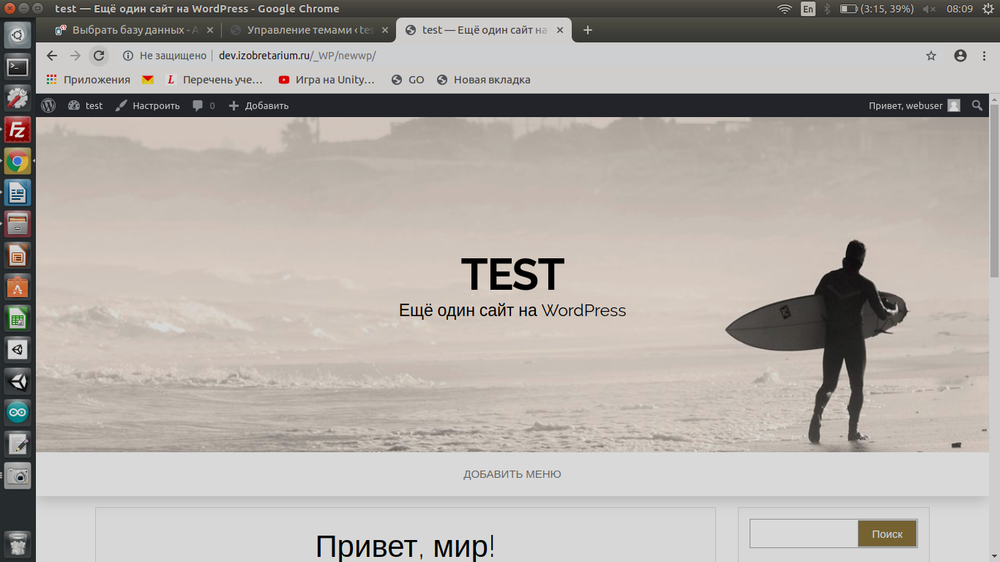 test — Ещё один сайт на WordPress - Google Chrome
En
(3:15, 39%)
08:09
Выбрать базу данных - A
Управление темами ‹ tes
test — Ещё один сайт на
Не защищено
dev.izobretarium.ru/_WP/newwp/
Приложения
L
Перечень уче…
Игра на Unity…
GO
Новая вкладка
test
Настроить
0
Добавить
Привет, webuser
TEST
Ещё один сайт на WordPress
ДОБАВИТЬ МЕНЮ
Привет, мир!
Поиск